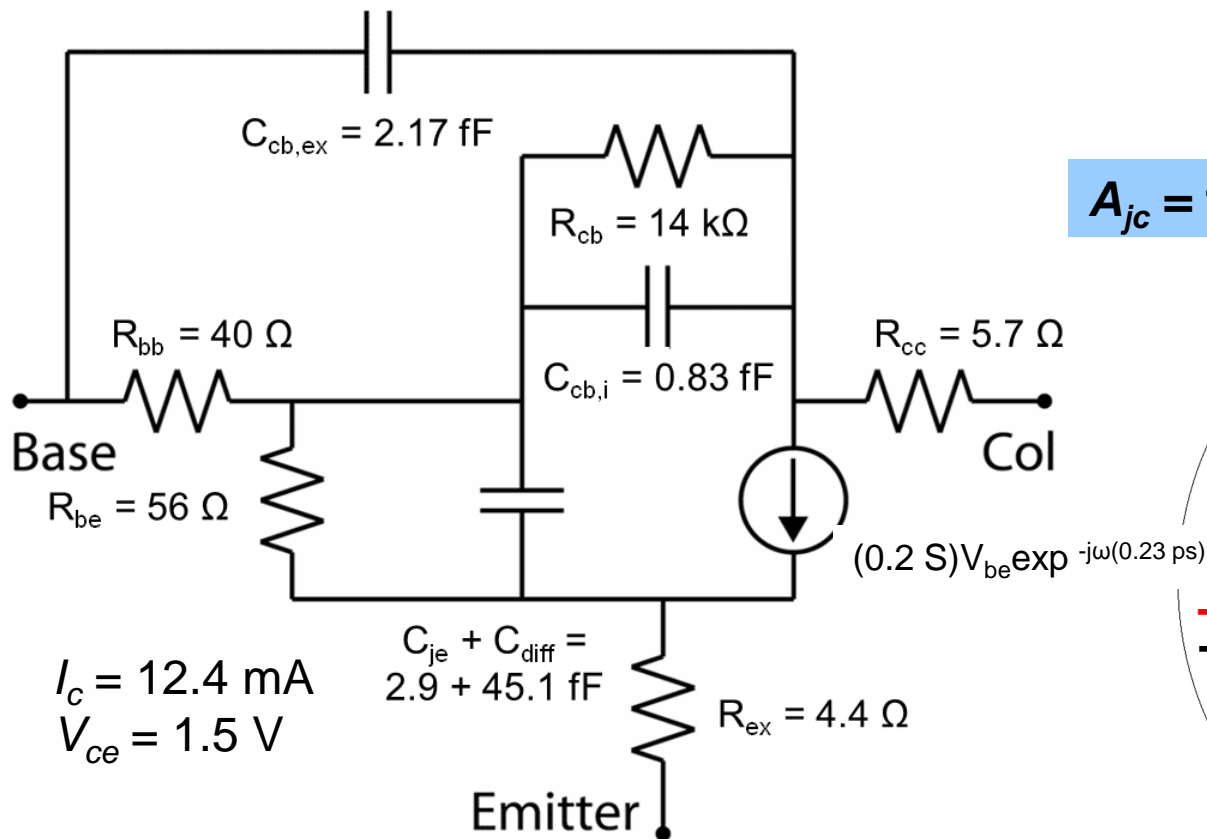 C_cb,ex = 2.17 fF
R_cb = 14 kΩ
A_jc =
R_bb = 40 Ω
R_cc = 5.7 Ω
C_cb,i = 0.83 fF
Base
Col
R_be = 56 Ω
(0.2 S)V_be exp -jω(0.23 ps)
C_je + C_diff =
2.9 + 45.1 fF
I_c = 12.4 mA
V_ce = 1.5 V
R_ex = 4.4 Ω
Emitter